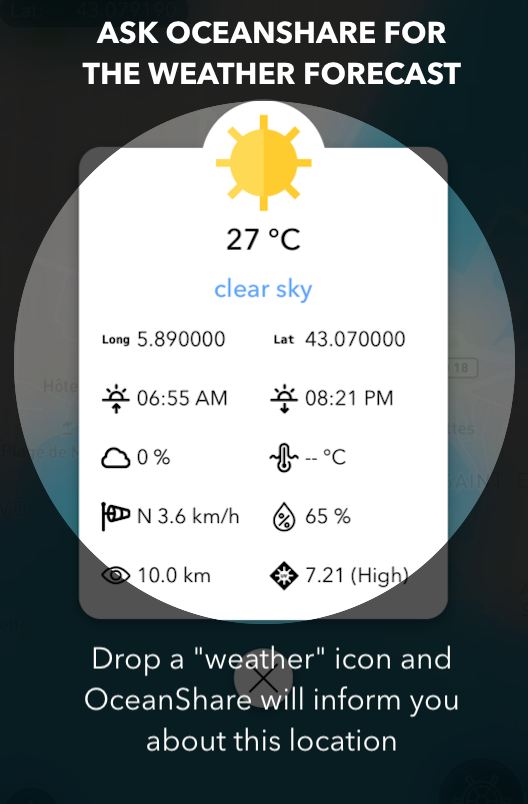 ASK OCEANSHARE FOR
THE WEATHER FORECAST
27 °C
clear sky
Long 5.890000 Lat 43.070000
06:55 AM 08:21 PM
0 % -- °C
N 3.6 km/h 65 %
10.0 km 7.21 (High)
Drop a "weather" icon and
OceanShare will inform you
about this location